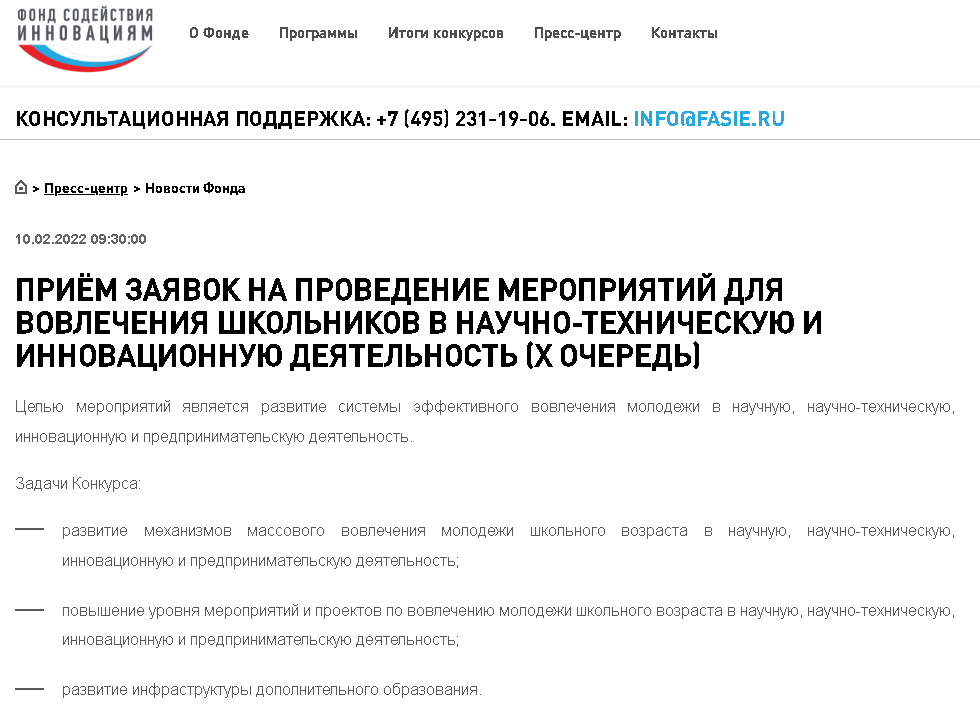 ФОНД СОДЕЙСТВИЯ
ИННОВАЦИЯМ
О Фонде Программы Итоги конкурсов Пресс-центр Контакты
КОНСУЛЬТАЦИОННАЯ ПОДДЕРЖКА: +7 (495) 231-19-06. EMAIL: INFO@FASIE.RU
> Пресс-центр > Новости Фонда
10.02.2022 09:30:00
ПРИЁМ ЗАЯВОК НА ПРОВЕДЕНИЕ МЕРОПРИЯТИЙ ДЛЯ
ВОВЛЕЧЕНИЯ ШКОЛЬНИКОВ В НАУЧНО-ТЕХНИЧЕСКУЮ И
ИННОВАЦИОННУЮ ДЕЯТЕЛЬНОСТЬ (X ОЧЕРЕДЬ)
Целью мероприятий является развитие системы эффективного вовлечения молодежи в научную, научно-техническую,
инновационную и предпринимательскую деятельность.
Задачи Конкурса:
развитие механизмов массового вовлечения молодежи школьного возраста в научную, научно-техническую,
инновационную и предпринимательскую деятельность;
повышение уровня мероприятий и проектов по вовлечению молодежи школьного возраста в научную, научно-техническую,
инновационную и предпринимательскую деятельность;
развитие инфраструктуры дополнительного образования.